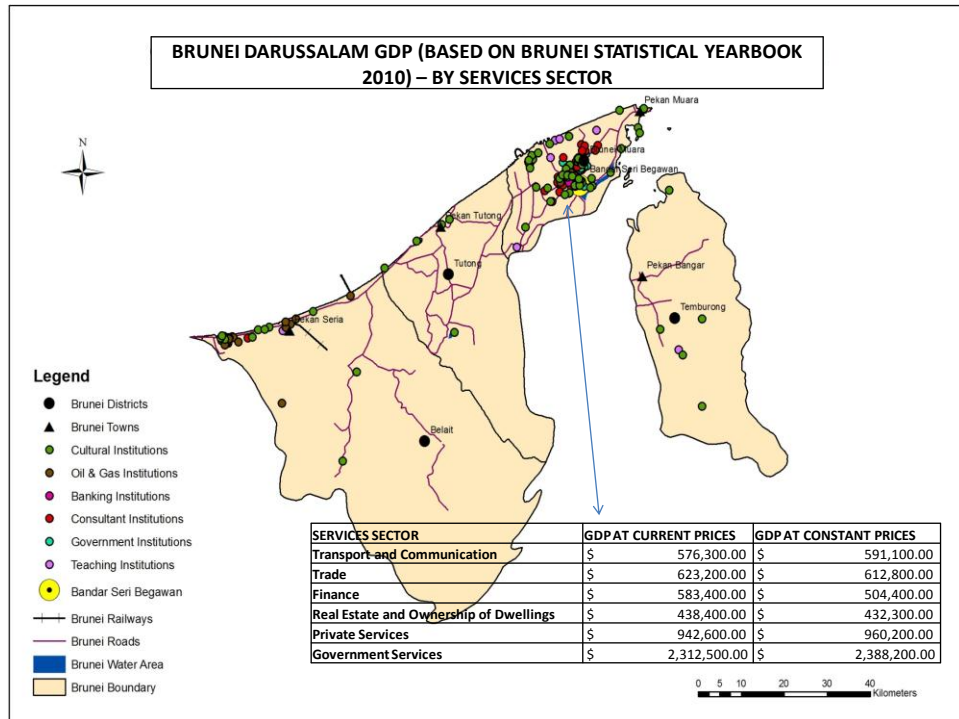 BRUNEI DARUSSALAM GDP (BASED ON BRUNEI STATISTICAL YEARBOOK
2010) – BY SERVICES SECTOR
N
Pekan Muara
Brunei Muara
Bandar Seri Begawan
Pekan Tutong
Tutong
Pekan Bangar
Temburong
Pekan Seria
Belait
Legend
Brunei Districts
Brunei Towns
Cultural Institutions
Oil & Gas Institutions
Banking Institutions
Consultant Institutions
Government Institutions
Teaching Institutions
Bandar Seri Begawan
Brunei Railways
Brunei Roads
Brunei Water Area
Brunei Boundary
SERVICES SECTOR GDP AT CURRENT PRICES GDP AT CONSTANT PRICES
Transport and Communication $ 576,300.00 $ 591,100.00
Trade $ 623,200.00 $ 612,800.00
Finance $ 583,400.00 $ 504,400.00
Real Estate and Ownership of Dwellings $ 438,400.00 $ 432,300.00
Private Services $ 942,600.00 $ 960,200.00
Government Services $ 2,312,500.00 $ 2,388,200.00
0 5 10 20 30 40
Kilometers